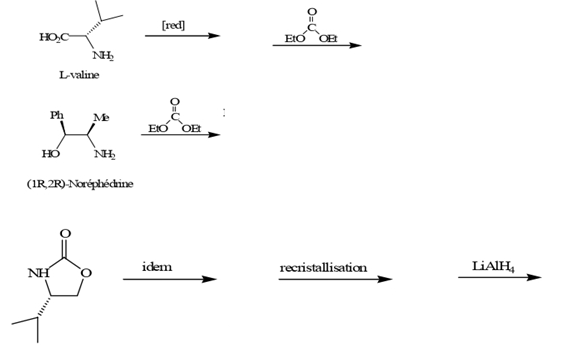 HO₂C
NH₂
L-valine
[red]
O
EtO OEt
Ph Me
HO NH₂
(1R,2R)-Noréphédrine
O
EtO OEt
:
O
NH O
idem
recristallisation
LiAlH₄